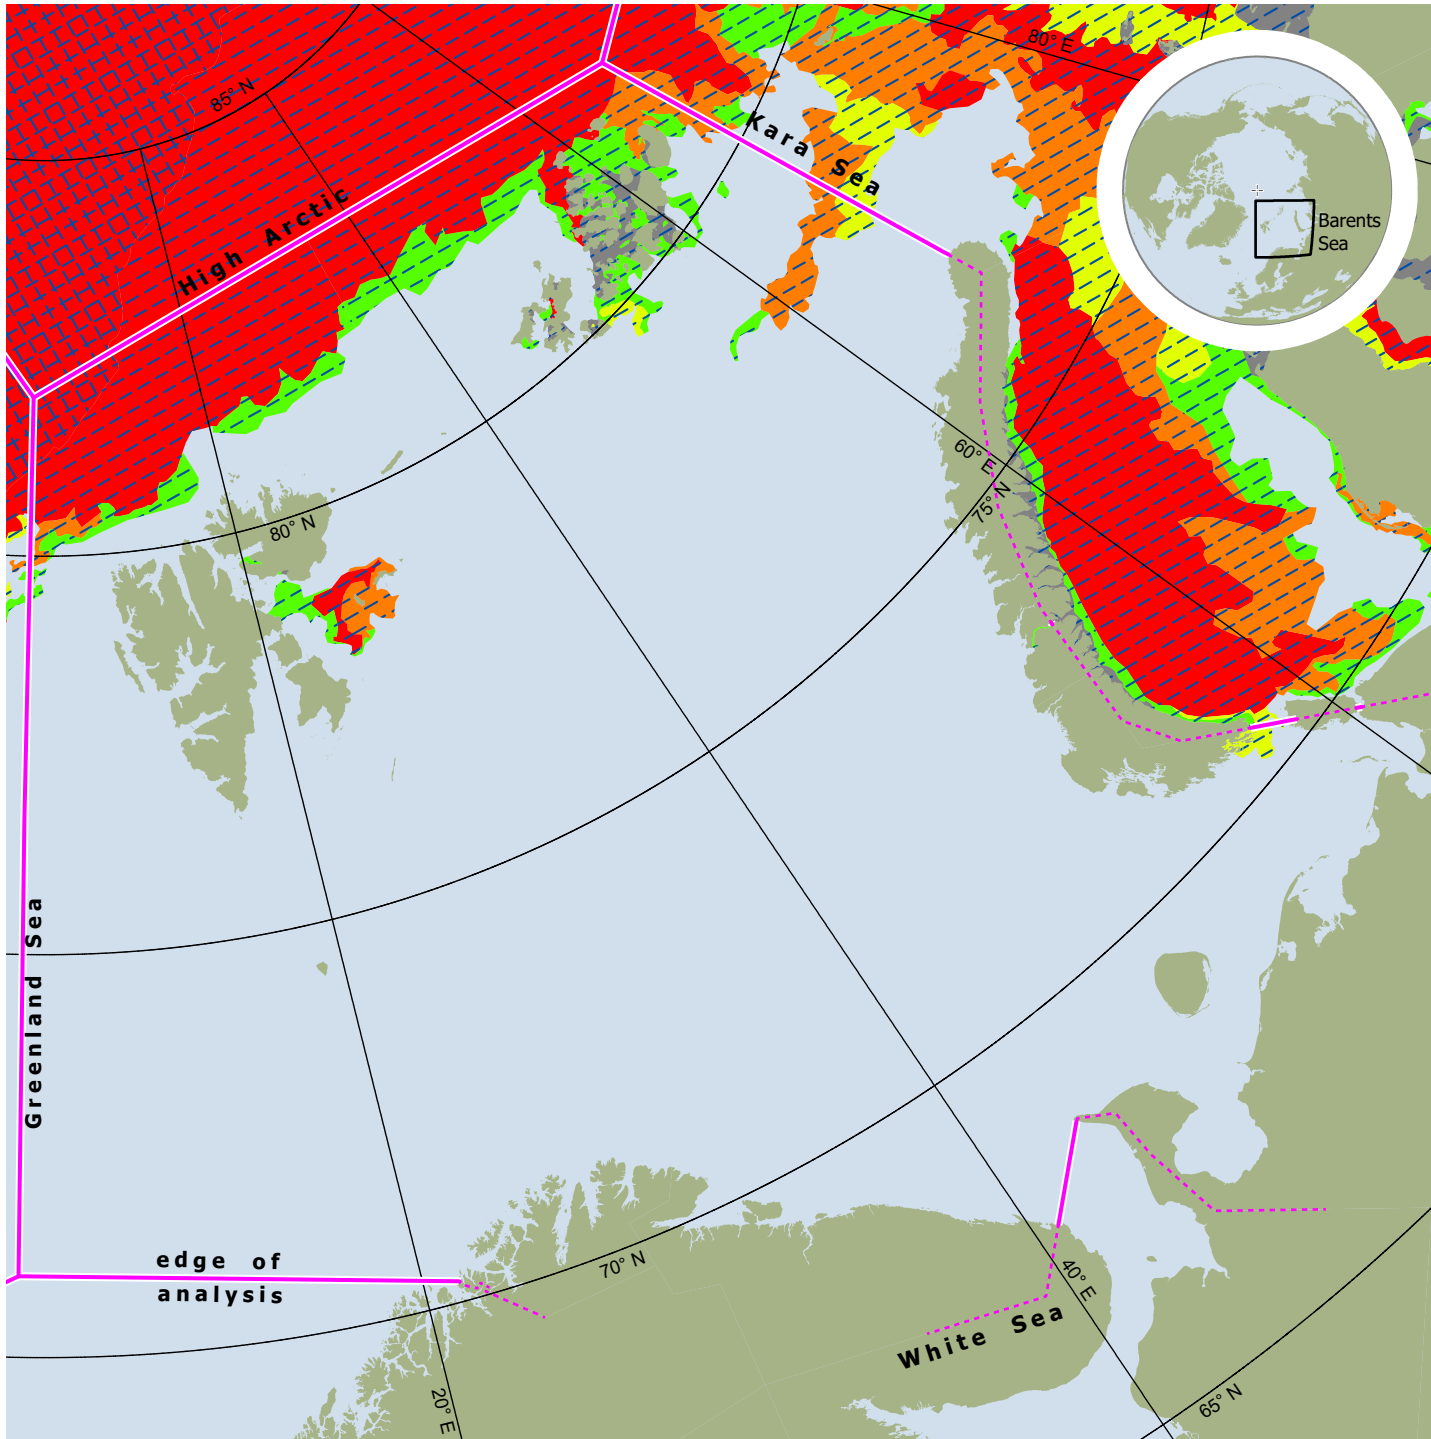 80° E
85° N
Kara Sea
High Arctic
Barents
Sea
60° E
75° N
80° N
Greenland Sea
edge of
analysis
70° N
40° E
White Sea
20° E
65° N